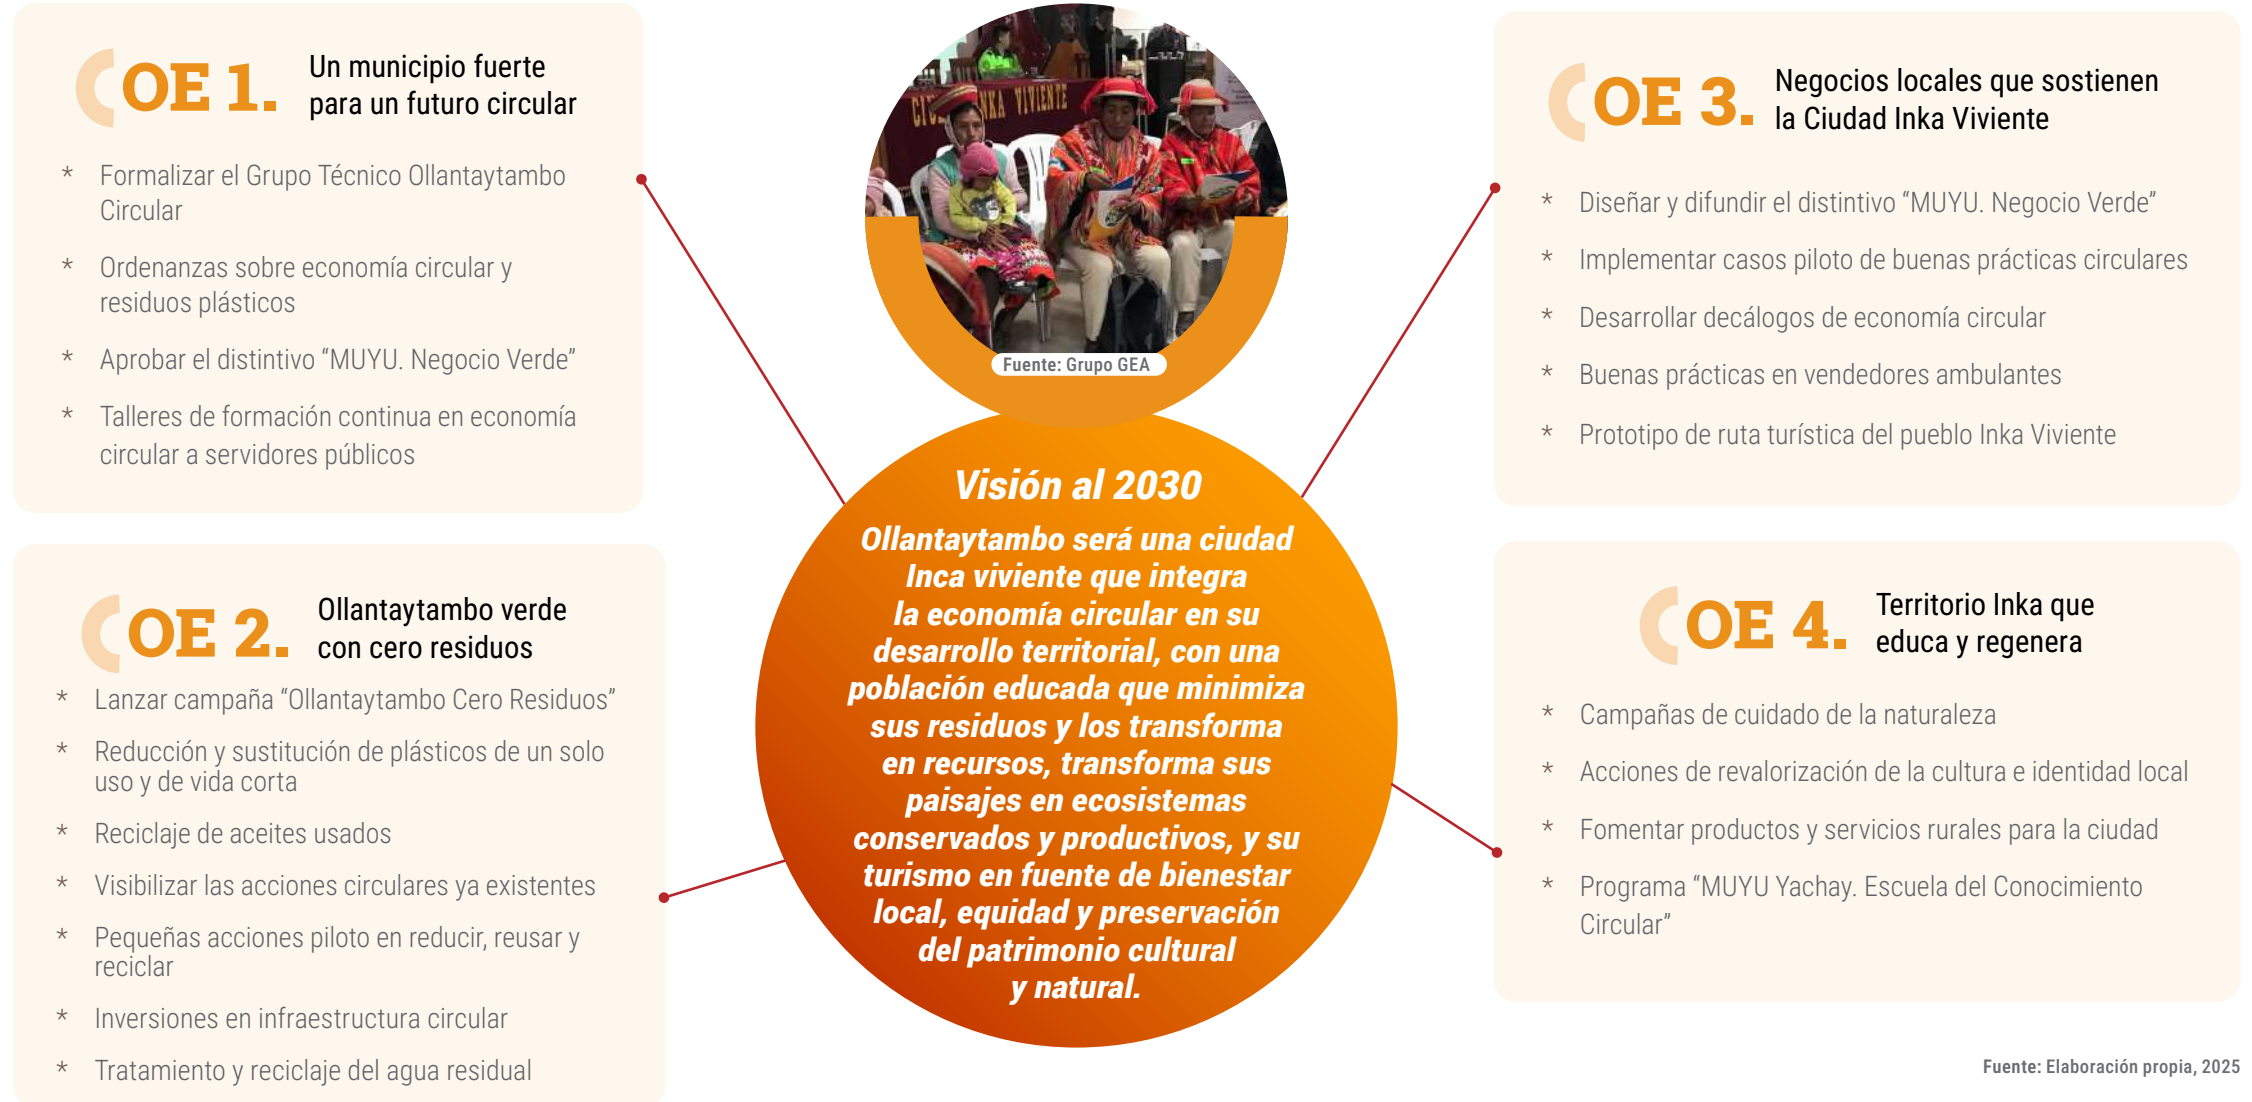 OE 1.
Un municipio fuerte
para un futuro circular
* Formalizar el Grupo Técnico Ollantaytambo
Circular
* Ordenanzas sobre economía circular y
residuos plásticos
* Aprobar el distintivo “MUYU. Negocio Verde”
* Talleres de formación continua en economía
circular a servidores públicos
OE 2.
Ollantaytambo verde
con cero residuos
* Lanzar campaña “Ollantaytambo Cero Residuos”
* Reducción y sustitución de plásticos de un solo
uso y de vida corta
* Reciclaje de aceites usados
* Visibilizar las acciones circulares ya existentes
* Pequeñas acciones piloto en reducir, reusar y
reciclar
* Inversiones en infraestructura circular
* Tratamiento y reciclaje del agua residual
INKA VIVIENTE
Fuente: Grupo GEA
Visión al 2030
Ollantaytambo será una ciudad
Inca viviente que integra
la economía circular en su
desarrollo territorial, con una
población educada que minimiza
sus residuos y los transforma
en recursos, transforma sus
paisajes en ecosistemas
conservados y productivos, y su
turismo en fuente de bienestar
local, equidad y preservación
del patrimonio cultural
y natural.
OE 3.
Negocios locales que sostienen
la Ciudad Inka Viviente
* Diseñar y difundir el distintivo “MUYU. Negocio Verde”
* Implementar casos piloto de buenas prácticas circulares
* Desarrollar decálogos de economía circular
* Buenas prácticas en vendedores ambulantes
* Prototipo de ruta turística del pueblo Inka Viviente
OE 4.
Territorio Inka que
educa y regenera
* Campañas de cuidado de la naturaleza
* Acciones de revalorización de la cultura e identidad local
* Fomentar productos y servicios rurales para la ciudad
* Programa “MUYU Yachay. Escuela del Conocimiento
Circular”
Fuente: Elaboración propia, 2025